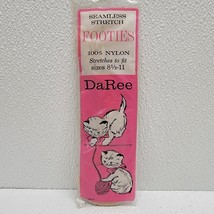 SEAMLESS
STRETCH
FOOTIES
100% NYLON
Stretches to fit
sizes 8½-11
DaRee